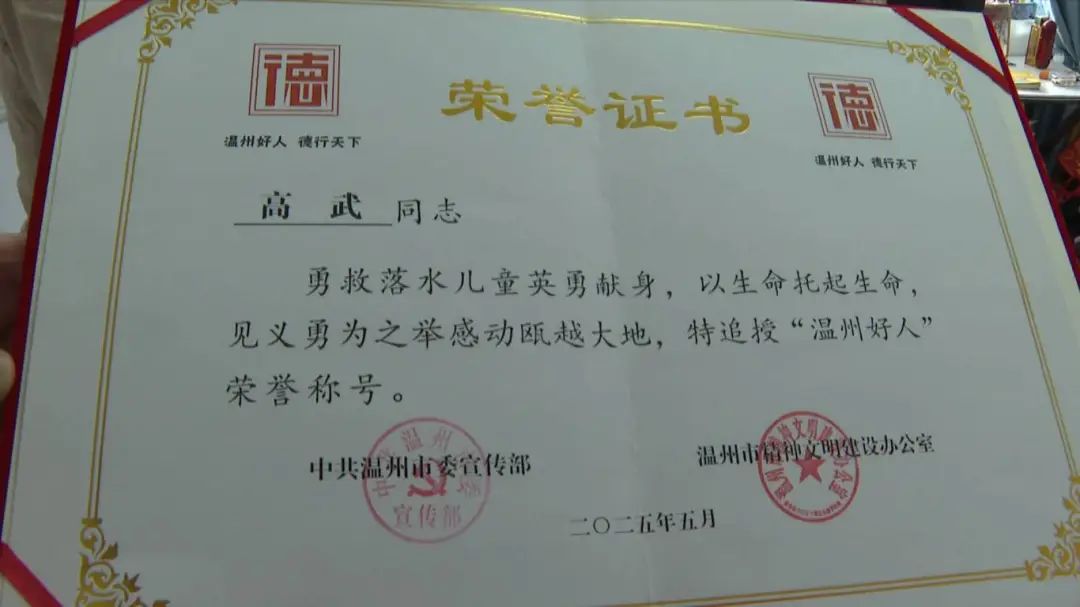 德
荣誉证书
德
温州好人 德行天下
温州好人 德行天下
高 武 同志
勇救落水儿童英勇献身，以生命托起生命，
见义勇为之举感动瓯越大地，特追授“温州好人”
荣誉称号。
中共温州市委宣传部
温州市精神文明建设办公室
宣传部
二〇二五年五月